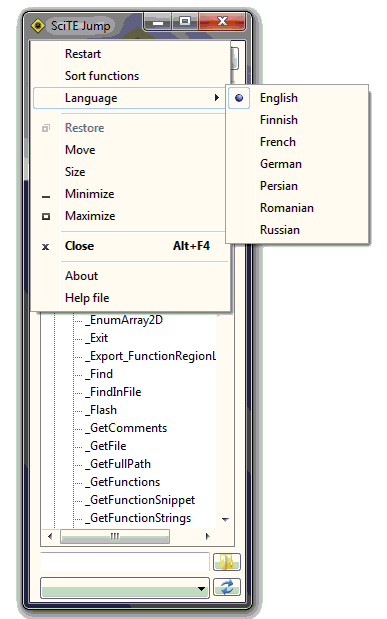 SciTE Jump
Restart
Sort functions
Language
English
Finnish
French
German
Persian
Romanian
Russian
Restore
Move
Size
Minimize
Maximize
Close Alt+F4
About
Help file
_EnumArray2D
_Exit
_Export_FunctionRegionL
_Find
_FindInFile
_Flash
_GetComments
_GetFile
_GetFullPath
_GetFunctions
_GetFunctionSnippet
_GetFunctionStrings